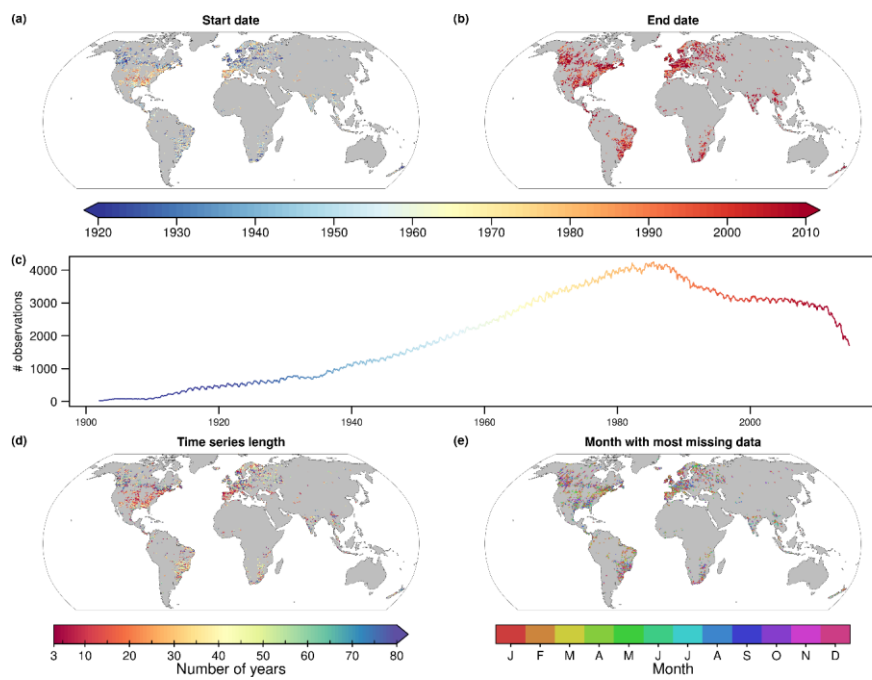 (a) Start date
(b) End date
1920 1930 1940 1950 1960 1970 1980 1990 2000 2010
(c)
# observations
4000
3000
2000
1000
0
1900 1920 1940 1960 1980 2000
(d) Time series length
(e) Month with most missing data
3 10 20 30 40 50 60 70 80
Number of years
J F M A M J J A S O N D
Month